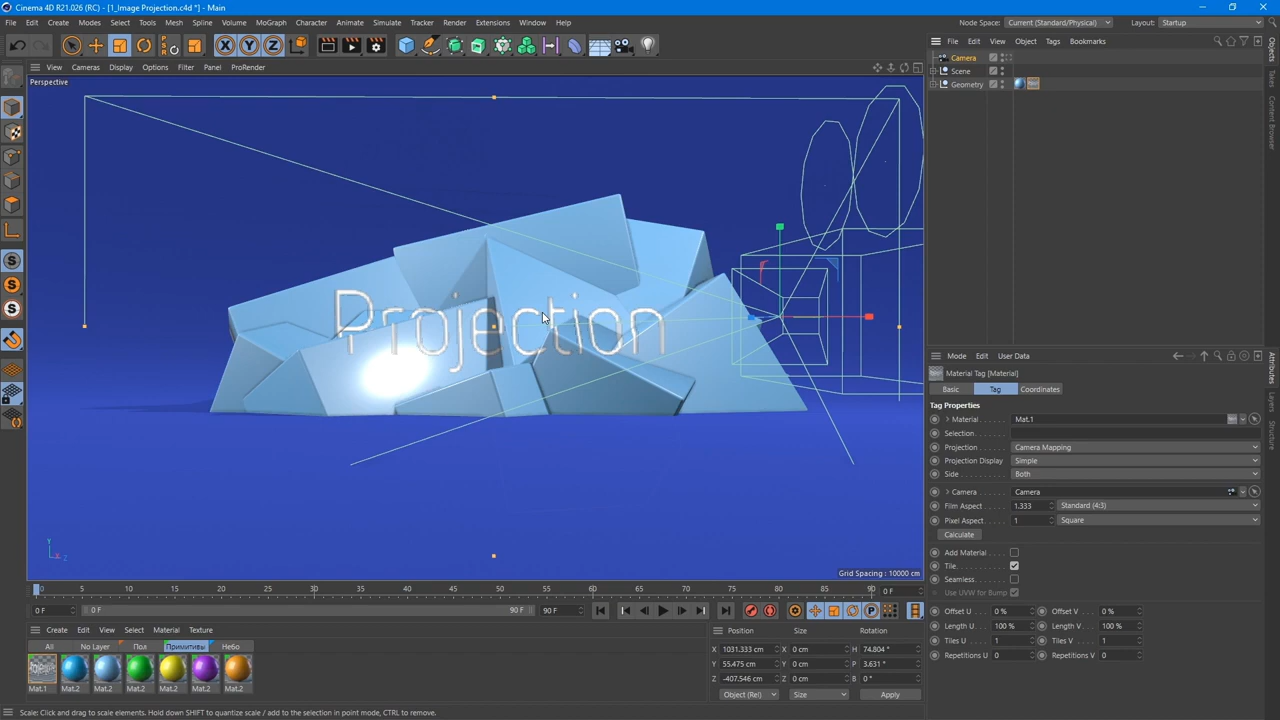 Cinema 4D R21.026 (RC) - [1_Image Projection.c4d *] - Main
File Edit Create Modes Select Tools Mesh Spline Volume MoGraph Character Animate Simulate Tracker Render Extensions Window Help
Node Space: Current (Standard/Physical) Layout: Startup
X Y Z
PSR
View Cameras Display Options Filter Panel ProRender
File Edit View Object Tags Bookmarks
Perspective
Camera
Scene
Geometry
Objects
Takes
Content Browser
Projection
Mode Edit User Data
Material Tag [Material]
Basic Tag Coordinates
Tag Properties
Material Mat.1
Selection
Projection Camera Mapping
Projection Display Simple
Side Both
Camera Camera
Film Aspect 1.333 Standard (4:3)
Pixel Aspect 1 Square
Calculate
Add Material
Tile
Seamless
Use UVW for Bump
Offset U 0 % Offset V 0 %
Length U 100 % Length V 100 %
Tiles U 1 Tiles V 1
Repetitions U 0 Repetitions V 0
Attributes
Layers
Structure
Y
X Z
Grid Spacing : 10000 cm
0 5 10 15 20 25 30 35 40 45 50 55 60 65 70 75 80 85 90 0 F
0 F 0 F 90 F 90 F
Create Edit View Select Material Texture
All No Layer Пол Примитивы Небо
Mat.1 Mat.2 Mat.2 Mat.2 Mat.2 Mat.2 Mat.2
Position Size Rotation
X 1031.333 cm X 0 cm H 74.804 °
Y 55.475 cm Y 0 cm P 3.631 °
Z -407.546 cm Z 0 cm B 0 °
Object (Rel) Size Apply
Scale: Click and drag to scale elements. Hold down SHIFT to quantize scale / add to the selection in point mode, CTRL to remove.